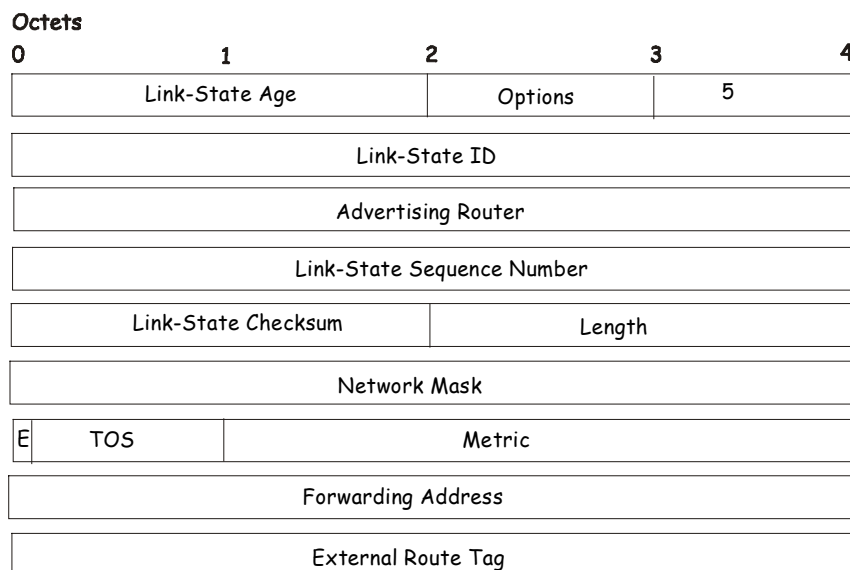 Octets
0 1 2 3 4
Link-State Age Options 5
Link-State ID
Advertising Router
Link-State Sequence Number
Link-State Checksum Length
Network Mask
E TOS Metric
Forwarding Address
External Route Tag